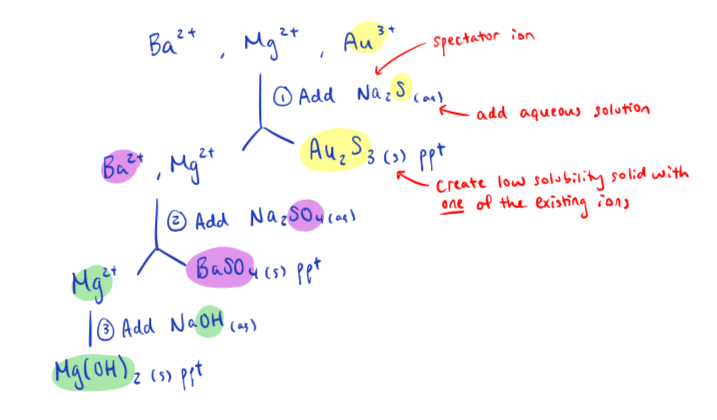 Ba²⁺ , Mg²⁺ , Au³⁺
spectator ion
① Add Na₂S (aq)
add aqueous solution
Au₂S₃ (s) ppt
Ba²⁺ , Mg²⁺
create low solubility solid with
one of the existing ions
② Add Na₂SO₄ (aq)
BaSO₄ (s) ppt
Mg²⁺
③ Add NaOH (aq)
Mg(OH)₂ (s) ppt